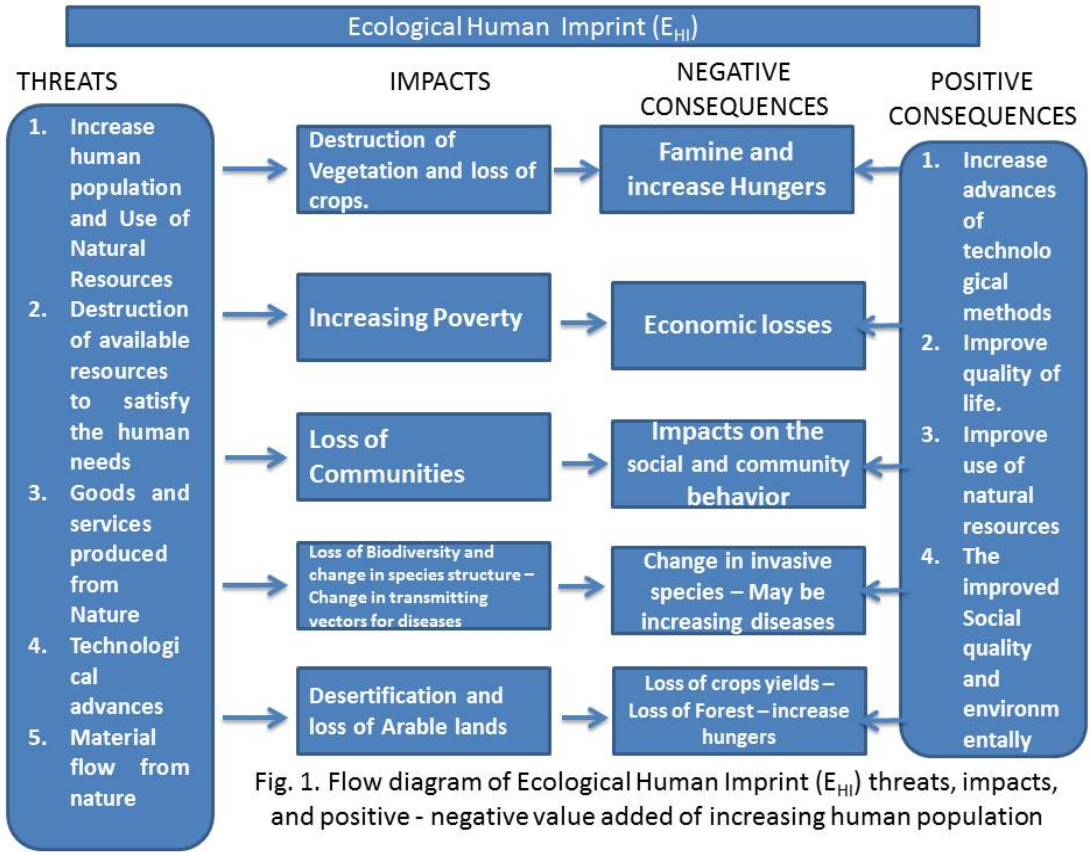 Ecological Human Imprint (EHI)
THREATS
1. Increase
human
population
and Use of
Natural
Resources
2. Destruction
of available
resources
to satisfy
the human
needs
3. Goods and
services
produced
from
Nature
4. Technologi
cal
advances
5. Material
flow from
nature
IMPACTS
Destruction of
Vegetation and loss of
crops.
Increasing Poverty
Loss of
Communities
Loss of Biodiversity and
change in species structure –
Change in transmitting
vectors for diseases
Desertification and
loss of Arable lands
NEGATIVE
CONSEQUENCES
Famine and
increase Hungers
Economic losses
Impacts on the
social and community
behavior
Change in invasive
species – May be
increasing diseases
Loss of crops yields –
Loss of Forest – increase
hungers
POSITIVE
CONSEQUENCES
1. Increase
advances
of
technolo
gical
methods
2. Improve
quality of
life.
3. Improve
use of
natural
resources
4. The
improved
Social
quality
and
environm
entally
Fig. 1. Flow diagram of Ecological Human Imprint (EHI) threats, impacts,
and positive - negative value added of increasing human population